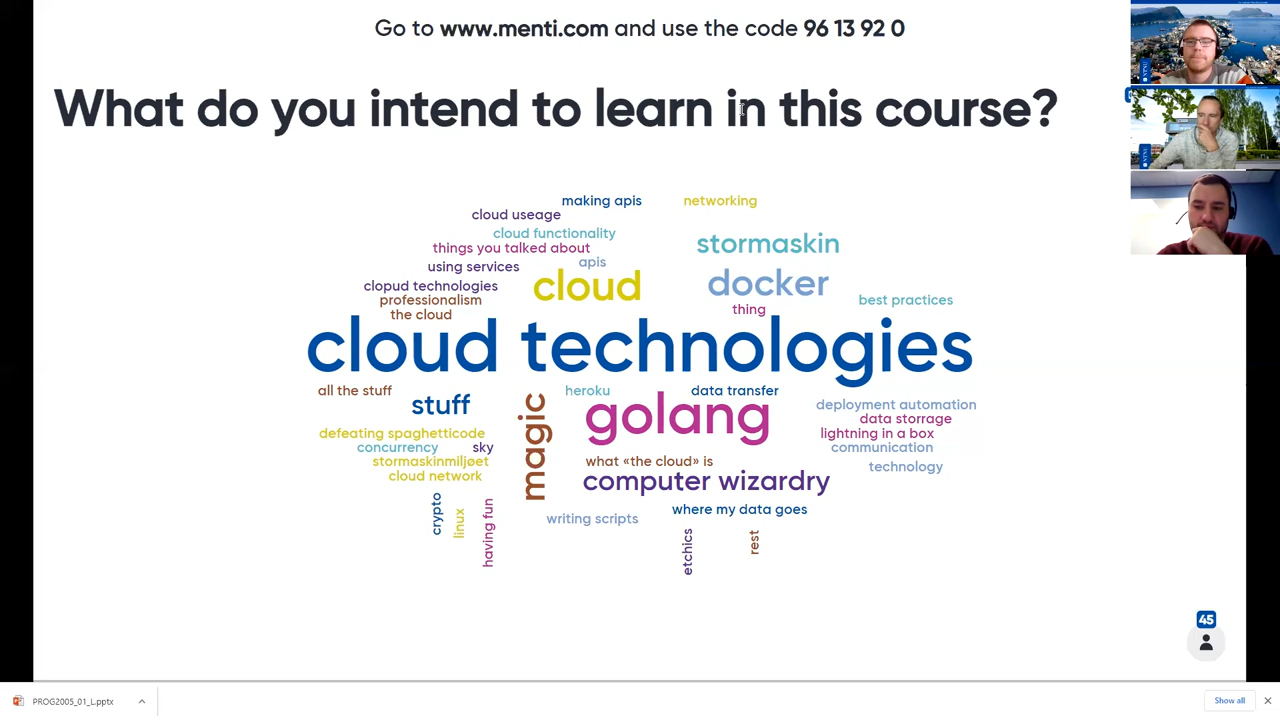 Go to www.menti.com and use the code 96 13 92 0
What do you intend to learn in this course?
making apis
networking
cloud useage
cloud functionality
stormaskin
things you talked about
apis
using services
cloud
docker
clopud technologies
professionalism
best practices
thing
the cloud
cloud technologies
all the stuff
heroku
data transfer
stuff
magic
golang
deployment automation
data storrage
defeating spaghetticode
lightning in a box
concurrency
sky
communication
stormaskinmiljøet
what «the cloud» is
technology
cloud network
computer wizardry
crypto
linux
having fun
writing scripts
where my data goes
etchics
rest
45
NTNU
NTNU
PROG2005_01_L.pptx
Show all